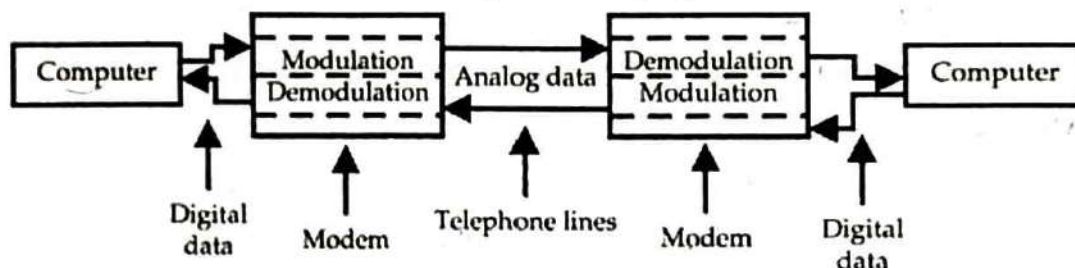 Computer
Modulation
Demodulation
Analog data
Demodulation
Modulation
Computer
Digital
data
Modem
Telephone lines
Modem
Digital
data